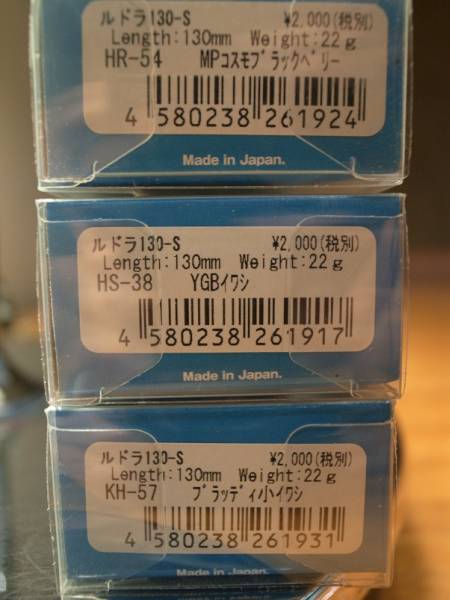 ルドラ130-S ¥2,000(税別)
Length:130mm Weight:22g
HR-54 MPコスモブラックベリー
4 580238 261924
Made in Japan.
ルドラ130-S ¥2,000(税別)
Length:130mm Weight:22g
HS-38 YGBイワシ
4 580238 261917
Made in Japan.
ルドラ130-S ¥2,000(税別)
Length:130mm Weight:22g
KH-57 ブラッディ小イワシ
4 580238 261931
Made in Japan.